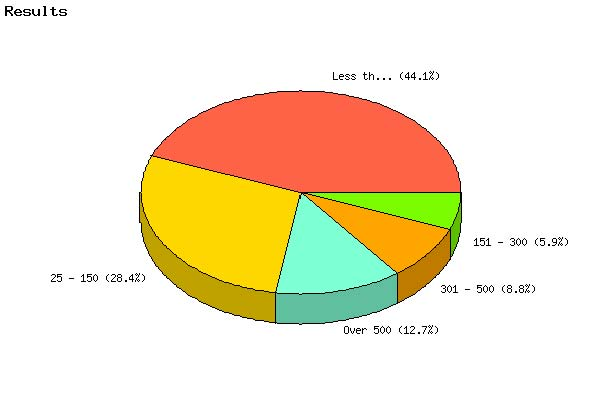 Results
Less th... (44.1%)
151 - 300 (5.9%)
25 - 150 (28.4%)
301 - 500 (8.8%)
Over 500 (12.7%)